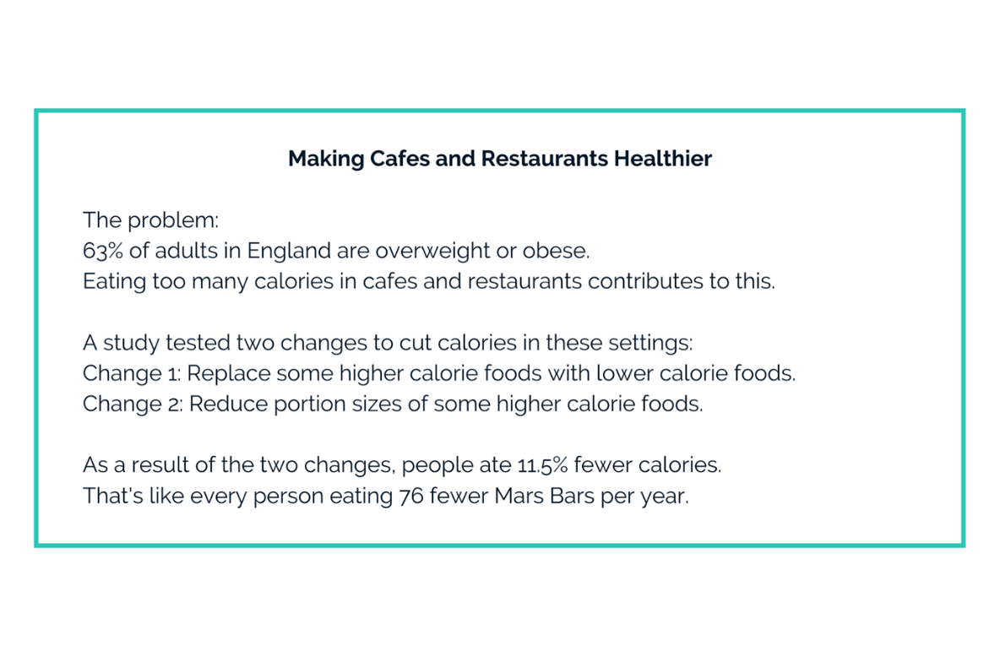 Making Cafes and Restaurants Healthier
The problem:
63% of adults in England are overweight or obese.
Eating too many calories in cafes and restaurants contributes to this.
A study tested two changes to cut calories in these settings:
Change 1: Replace some higher calorie foods with lower calorie foods.
Change 2: Reduce portion sizes of some higher calorie foods.
As a result of the two changes, people ate 11.5% fewer calories.
That's like every person eating 76 fewer Mars Bars per year.